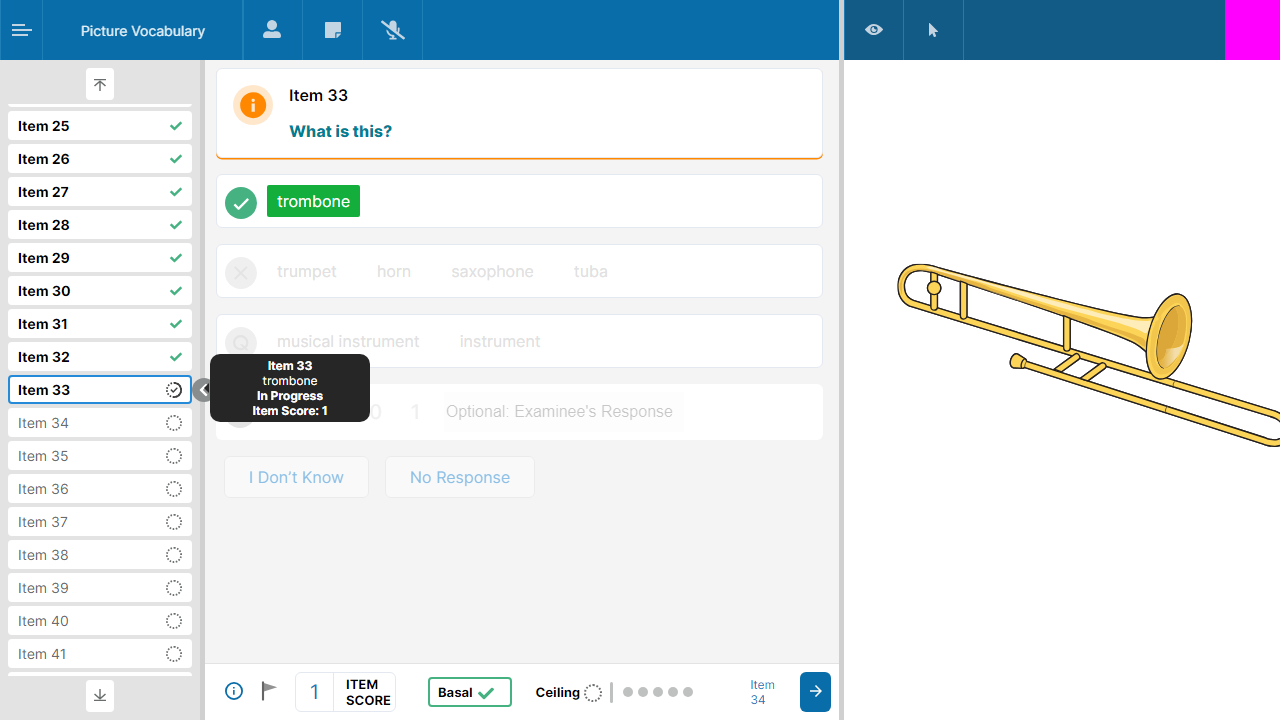 Picture Vocabulary
Item 25
Item 26
Item 27
Item 28
Item 29
Item 30
Item 31
Item 32
Item 33
Item 34
Item 35
Item 36
Item 37
Item 38
Item 39
Item 40
Item 41
Item 33
What is this?
trombone
trumpet horn saxophone tuba
musical instrument instrument
Item 33
trombone
In Progress
Item Score: 1
0 1 Optional: Examinee's Response
I Don't Know No Response
1 ITEM SCORE
Basal
Ceiling
Item 34